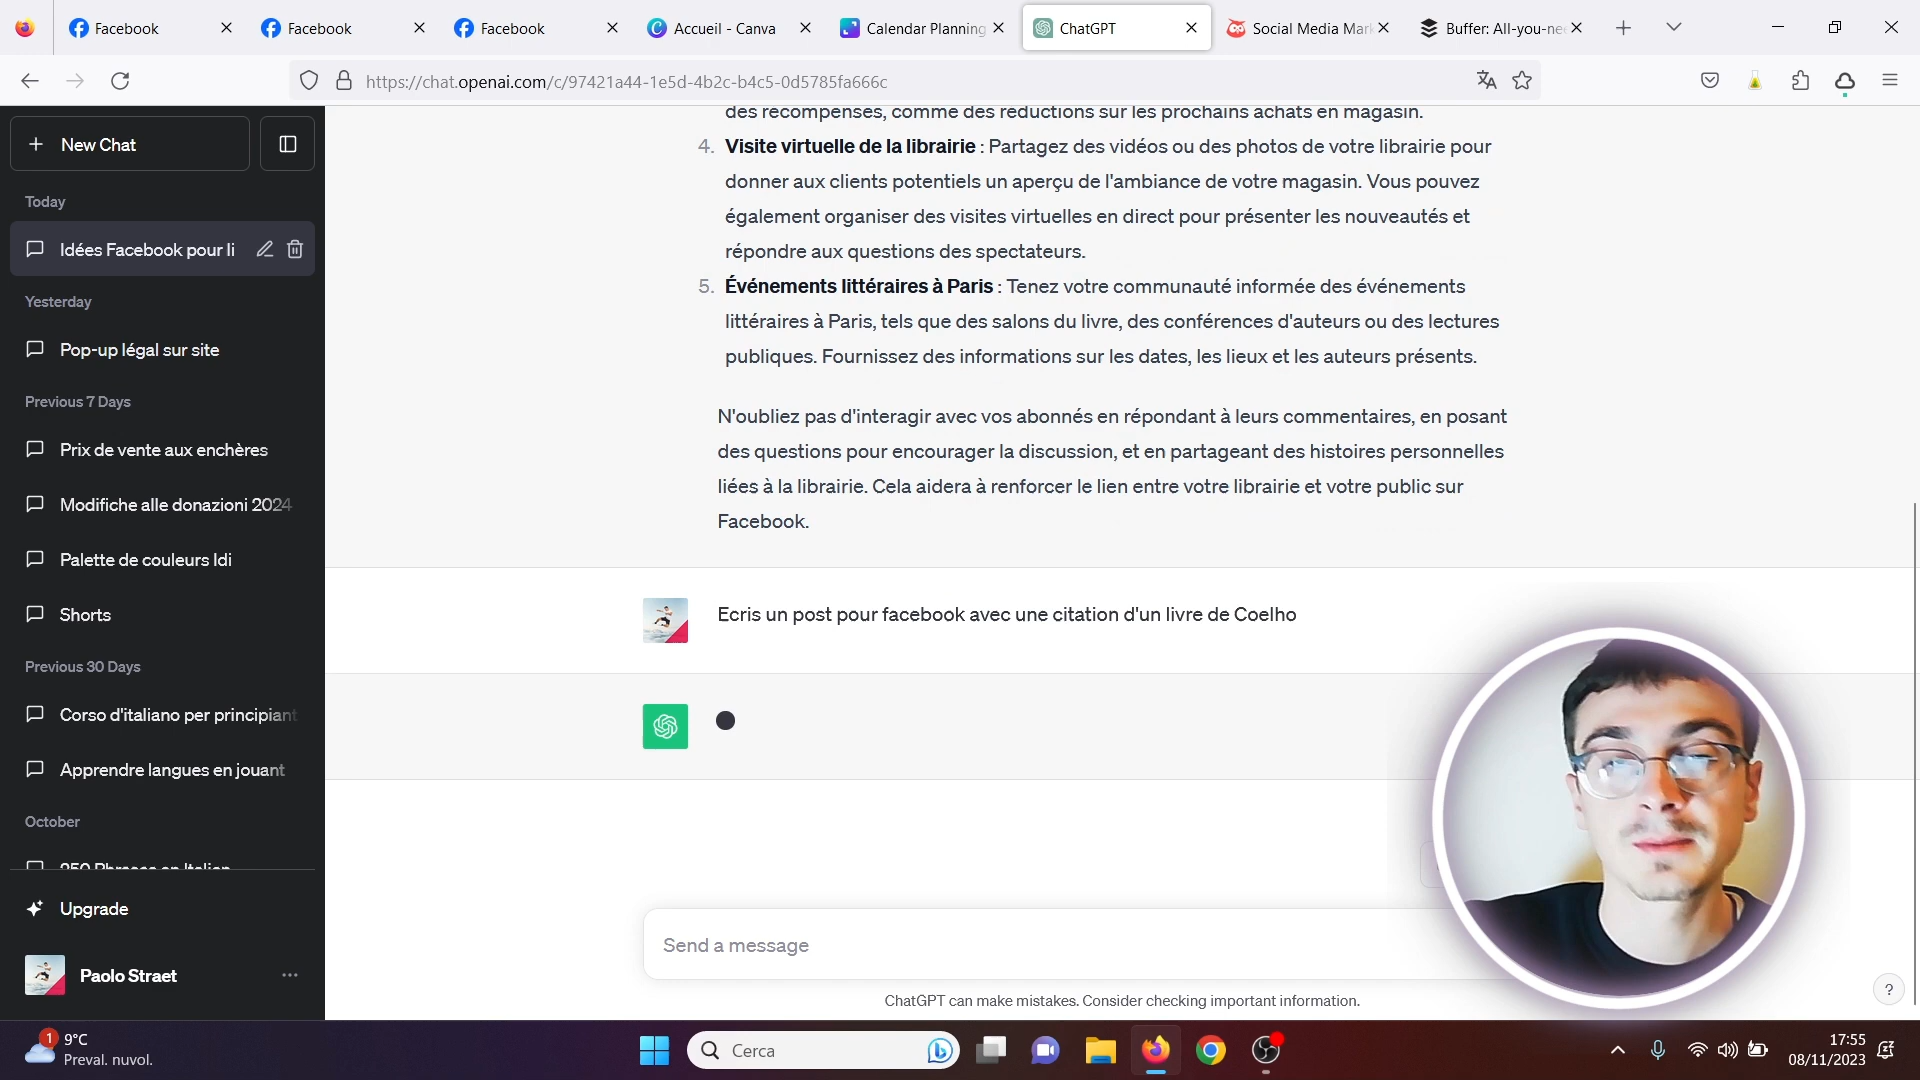 Facebook
Facebook
Facebook
Accueil - Canva
Calendar Planning
ChatGPT
Social Media Mar
Buffer: All-you-ne
https://chat.openai.com/c/97421a44-1e5d-4b2c-b4c5-0d5785fa666c
New Chat
Today
Idées Facebook pour li
Yesterday
Pop-up légal sur site
Previous 7 Days
Prix de vente aux enchères
Modifiche alle donazioni 2024
Palette de couleurs Idi
Shorts
Previous 30 Days
Corso d'italiano per principiant
Apprendre langues en jouant
October
250 Phrases en Italien
Upgrade
Paolo Straet
des récompenses, comme des réductions sur les prochains achats en magasin.
4. Visite virtuelle de la librairie : Partagez des vidéos ou des photos de votre librairie pour
donner aux clients potentiels un aperçu de l'ambiance de votre magasin. Vous pouvez
également organiser des visites virtuelles en direct pour présenter les nouveautés et
répondre aux questions des spectateurs.
5. Événements littéraires à Paris : Tenez votre communauté informée des événements
littéraires à Paris, tels que des salons du livre, des conférences d'auteurs ou des lectures
publiques. Fournissez des informations sur les dates, les lieux et les auteurs présents.
N'oubliez pas d'interagir avec vos abonnés en répondant à leurs commentaires, en posant
des questions pour encourager la discussion, et en partageant des histoires personnelles
liées à la librairie. Cela aidera à renforcer le lien entre votre librairie et votre public sur
Facebook.
Ecris un post pour facebook avec une citation d'un livre de Coelho
Send a message
ChatGPT can make mistakes. Consider checking important information.
?
1
9°C
Preval. nuvol.
Cerca
17:55
08/11/2023